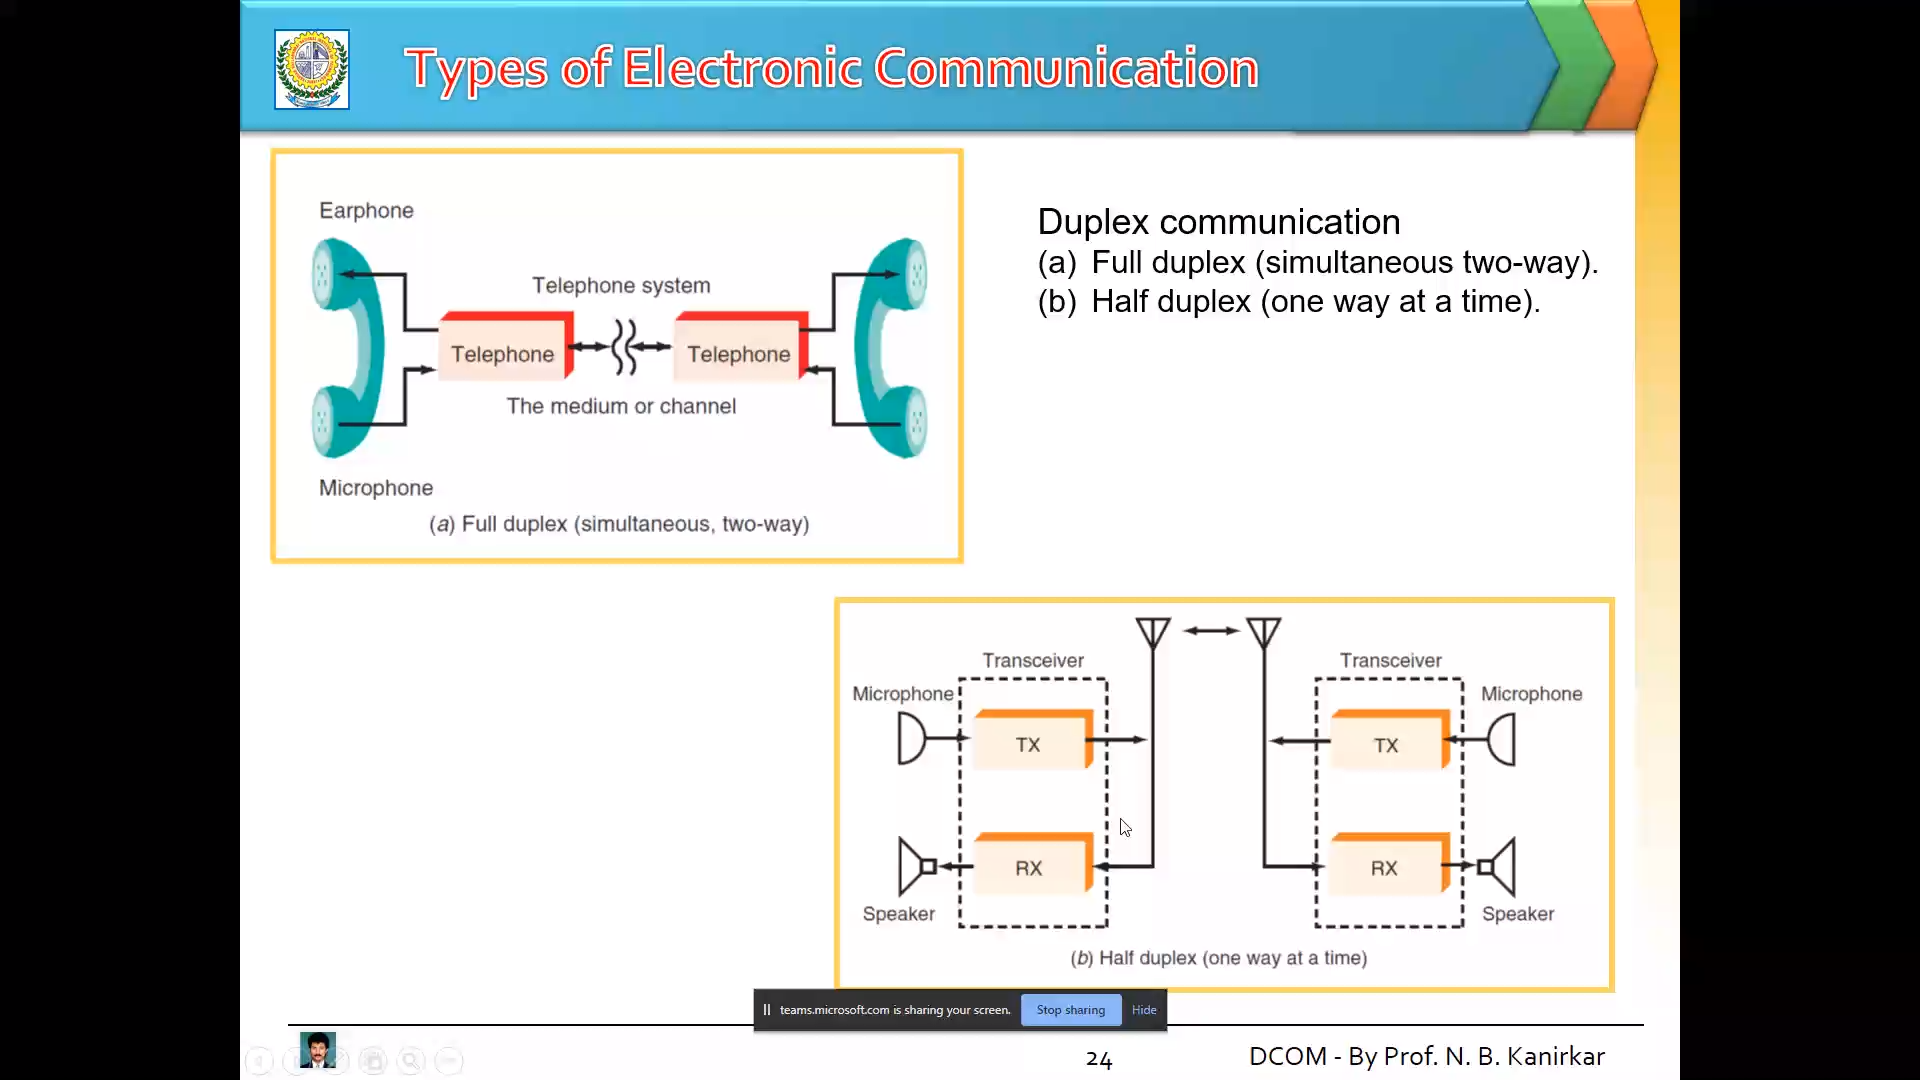 Types of Electronic Communication
Earphone
Telephone system
Telephone
Telephone
The medium or channel
Microphone
(a) Full duplex (simultaneous, two-way)
Duplex communication
(a) Full duplex (simultaneous two-way).
(b) Half duplex (one way at a time).
Transceiver
Transceiver
Microphone
Microphone
TX
TX
RX
RX
Speaker
Speaker
(b) Half duplex (one way at a time)
teams.microsoft.com is sharing your screen.
Stop sharing
Hide
24
DCOM - By Prof. N. B. Kanirkar